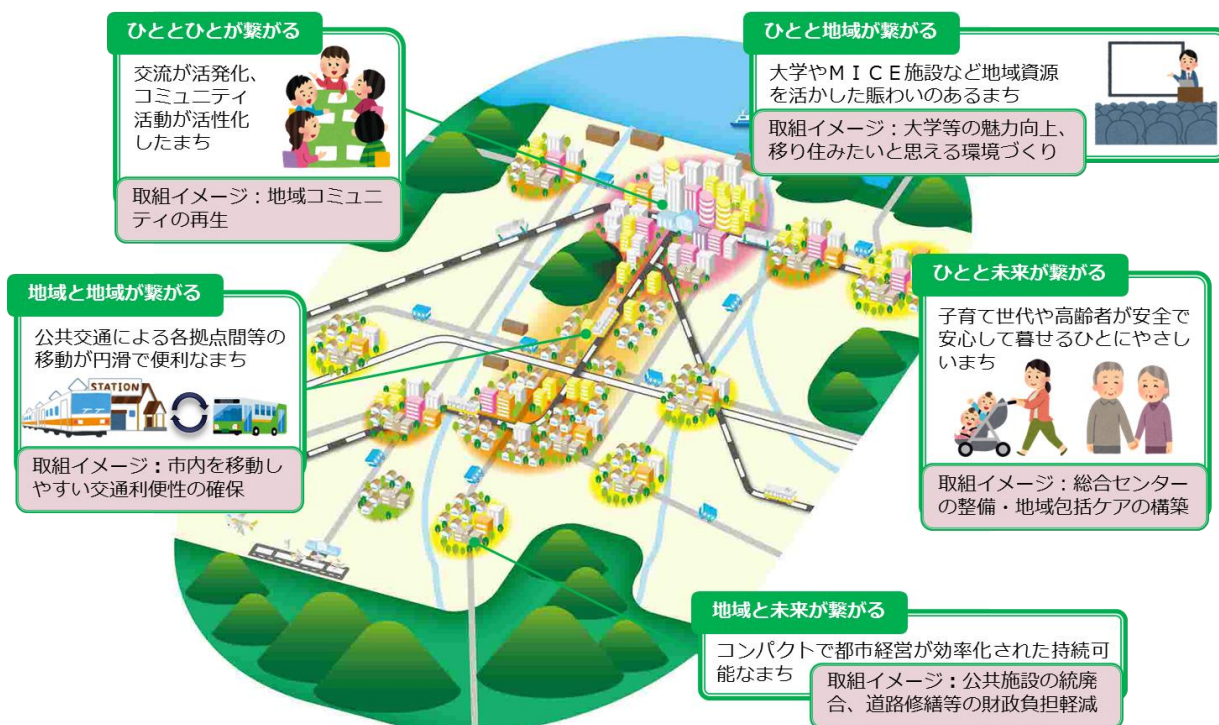 ひととひとが繋がる
交流が活発化、
コミュニティ
活動が活性化
したまち
取組イメージ：地域コミュニ
ティの再生
ひとと地域が繋がる
大学やＭＩＣＥ施設など地域資源
を活かした賑わいのあるまち
取組イメージ：大学等の魅力向上、
移り住みたいと思える環境づくり
地域と地域が繋がる
公共交通による各拠点間等の
移動が円滑で便利なまち
STATION
取組イメージ：市内を移動し
やすい交通利便性の確保
ひとと未来が繋がる
子育て世代や高齢者が安全で
安心して暮せるひとにやさし
いまち
取組イメージ：総合センター
の整備・地域包括ケアの構築
地域と未来が繋がる
コンパクトで都市経営が効率化された持続可
能なまち
取組イメージ：公共施設の統廃
合、道路修繕等の財政負担軽減